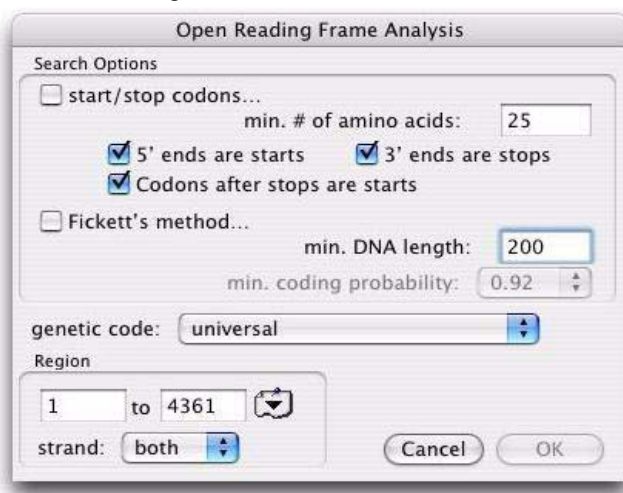 Open Reading Frame Analysis
Search Options
start/stop codons...
min. # of amino acids: 25
5' ends are starts 3' ends are stops
Codons after stops are starts
Fickett's method...
min. DNA length: 200
min. coding probability: 0.92
genetic code: universal
Region
1 to 4361
strand: both Cancel OK